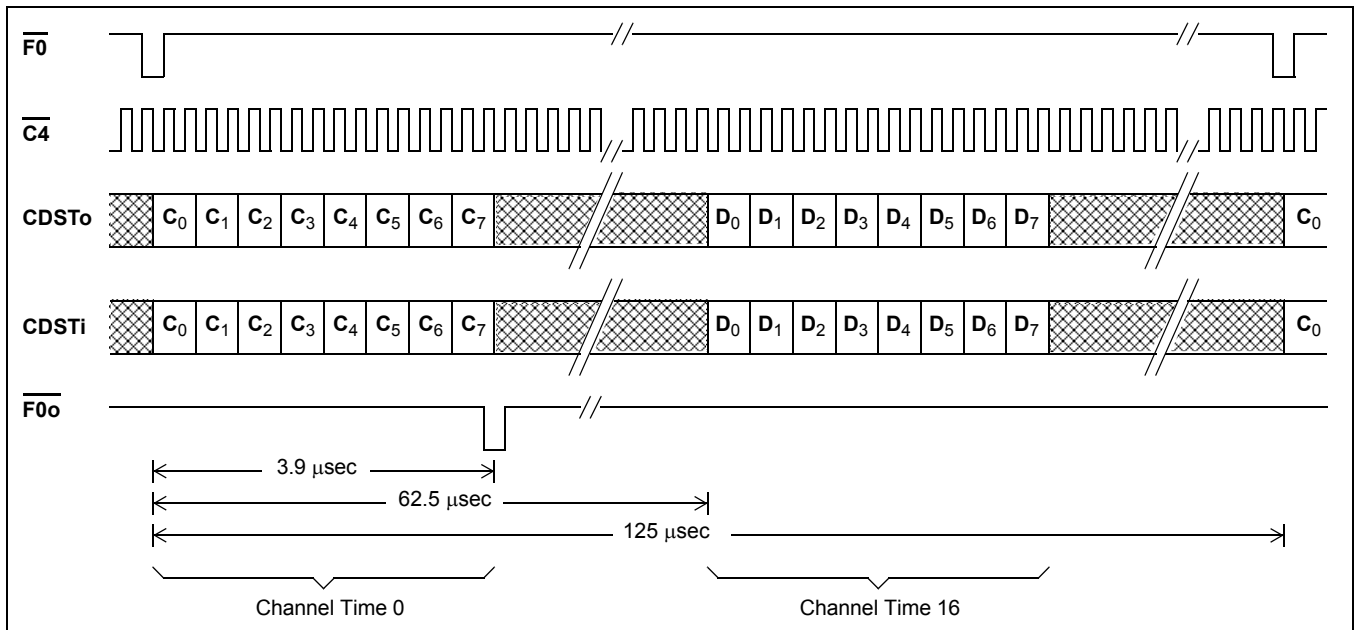 F0
C4
CDSTo C0 C1 C2 C3 C4 C5 C6 C7 D0 D1 D2 D3 D4 D5 D6 D7 C0
CDSTi C0 C1 C2 C3 C4 C5 C6 C7 D0 D1 D2 D3 D4 D5 D6 D7 C0
F0o
3.9 μsec
62.5 μsec
125 μsec
Channel Time 0 Channel Time 16